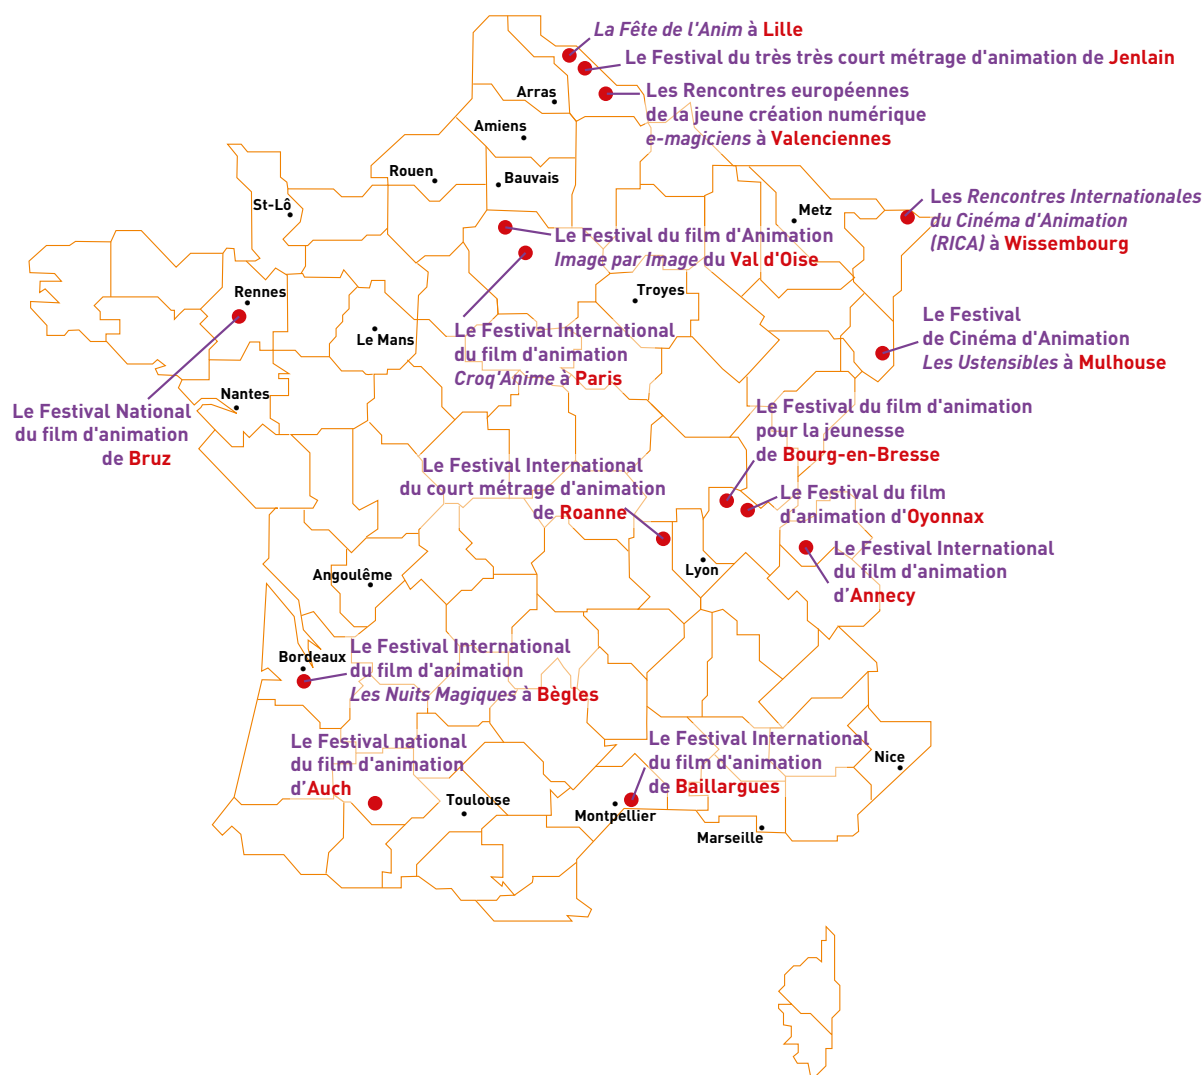 La Fête de l'Anim à Lille
Le Festival du très très court métrage d'animation de Jenlain
Les Rencontres européennes
de la jeune création numérique
e-magiciens à Valenciennes
Arras
Amiens
Rouen
Bauvais
St-Lô
Metz
Les Rencontres Internationales
du Cinéma d'Animation
(RICA) à Wissembourg
Le Festival du film d'Animation
Image par Image du Val d'Oise
Rennes
Troyes
Le Mans
Le Festival International
du film d'animation
Croq'Anime à Paris
Le Festival
de Cinéma d'Animation
Les Ustensibles à Mulhouse
Nantes
Le Festival National
du film d'animation
de Bruz
Le Festival du film d'animation
pour la jeunesse
de Bourg-en-Bresse
Le Festival International
du court métrage d'animation
de Roanne
Le Festival du film
d'animation d'Oyonnax
Lyon
Le Festival International
du film d'animation
d’Annecy
Angoulême
Bordeaux
Le Festival International
du film d'animation
Les Nuits Magiques à Bègles
Le Festival national
du film d'animation
d’Auch
Toulouse
Le Festival International
du film d'animation
de Baillargues
Montpellier
Marseille
Nice